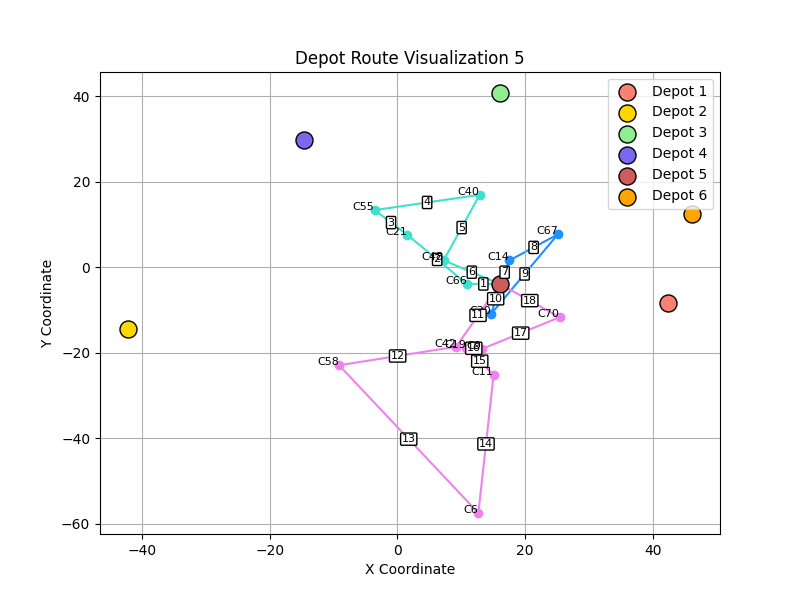 Depot Route Visualization 5
Depot 1
Depot 2
Depot 3
Depot 4
Depot 5
Depot 6
Y Coordinate
40
20
0
−20
−40
−60
C40
C55
4
3
C21
5
C67
8
C14
6
7
9
C66
1
10
18
11
C70
17
C42
12
C58
15
C11
13
14
C6
−40
−20
0
20
40
X Coordinate